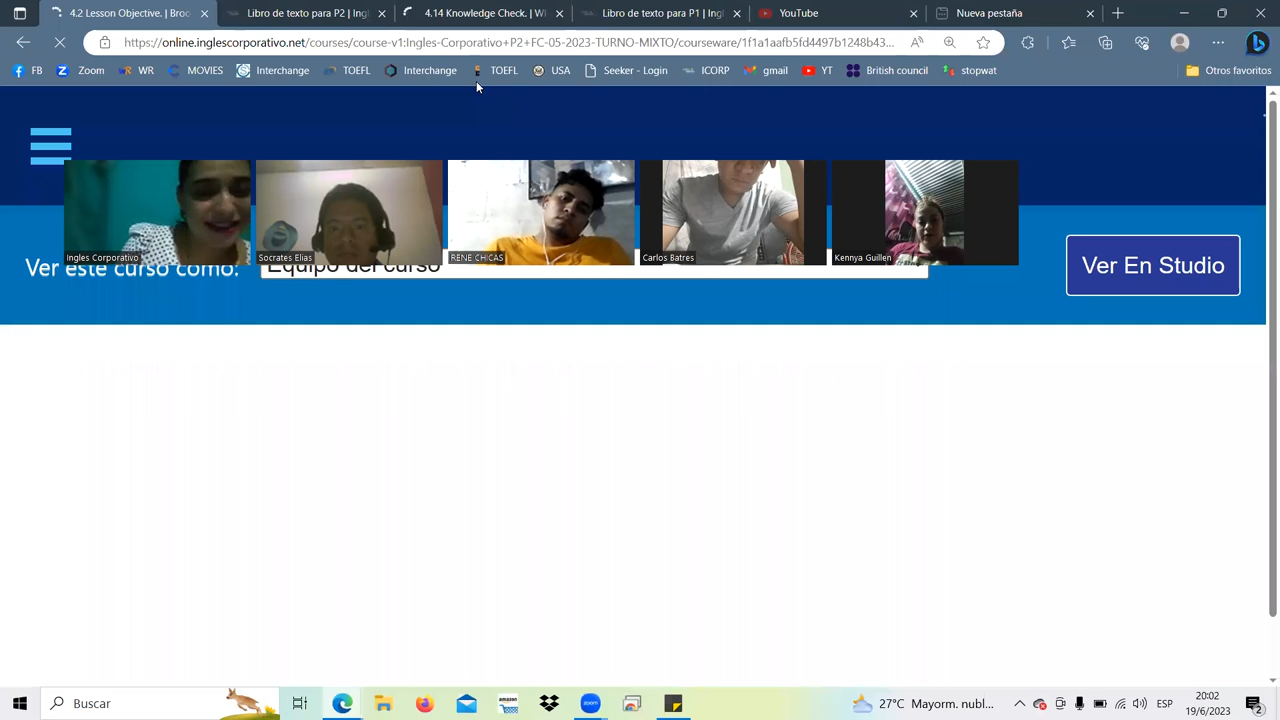 4.2 Lesson Objective. | Broo
Libro de texto para P2 | Ingl
4.14 Knowledge Check. | Wi
Libro de texto para P1 | Ingl
YouTube
Nueva pestaña
https://online.inglescorporativo.net/courses/course-v1:Ingles-Corporativo+P2+FC-05-2023-TURNO-MIXTO/courseware/1f1a1aafb5fd4497b1248b43...
FB
Zoom
WR
MOVIES
Interchange
TOEFL
Interchange
TOEFL
USA
Seeker - Login
ICORP
gmail
YT
British council
stopwat
Otros favoritos
Ingles Corporativo
Socrates Elias
RENE CHICAS
Carlos Batres
Kennya Guillen
Ver este curso como:
Equipo del curso
Ver En Studio
Buscar
27°C Mayorm. nubl...
ESP
20:02
19/6/2023
2